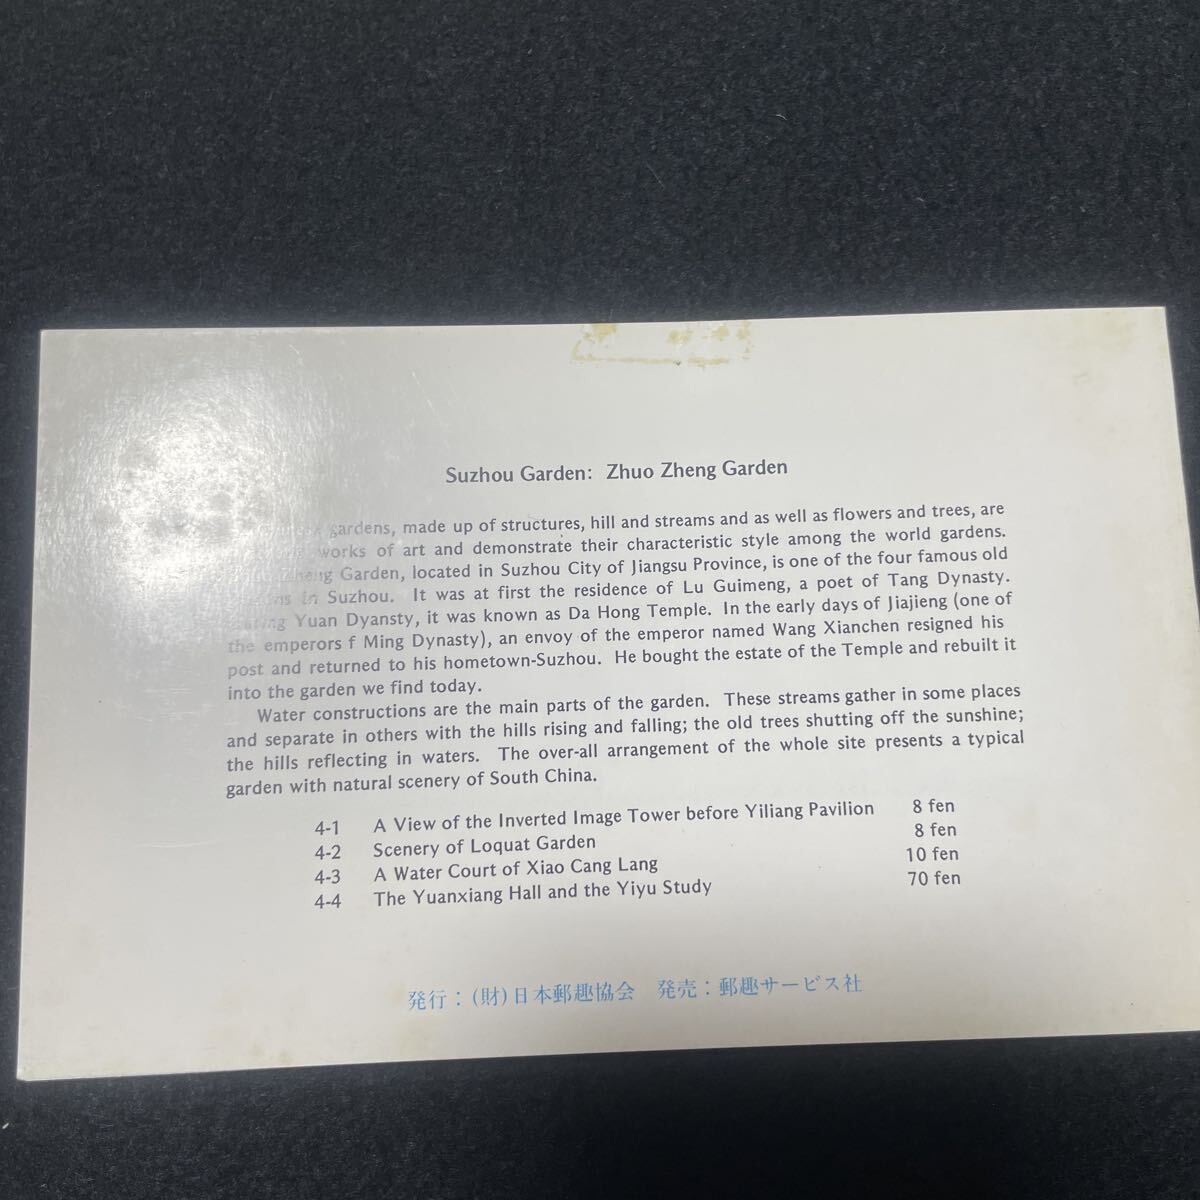 Suzhou Garden: Zhuo Zheng Garden
gardens, made up of structures, hill and streams and as well as flowers and trees, are
works of art and demonstrate their characteristic style among the world gardens.
Zheng Garden, located in Suzhou City of Jiangsu Province, is one of the four famous old
in Suzhou. It was at first the residence of Lu Guimeng, a poet of Tang Dynasty.
During Yuan Dyansty, it was known as Da Hong Temple. In the early days of Jiajieng (one of
the emperors f Ming Dynasty), an envoy of the emperor named Wang Xianchen resigned his
post and returned to his hometown-Suzhou. He bought the estate of the Temple and rebuilt it
into the garden we find today.
Water constructions are the main parts of the garden. These streams gather in some places
and separate in others with the hills rising and falling; the old trees shutting off the sunshine;
the hills reflecting in waters. The over-all arrangement of the whole site presents a typical
garden with natural scenery of South China.
4-1 A View of the Inverted Image Tower before Yiliang Pavilion 8 fen
4-2 Scenery of Loquat Garden 8 fen
4-3 A Water Court of Xiao Cang Lang 10 fen
4-4 The Yuanxiang Hall and the Yiyu Study 70 fen
発行：(財)日本郵趣協会 発売：郵趣サービス社